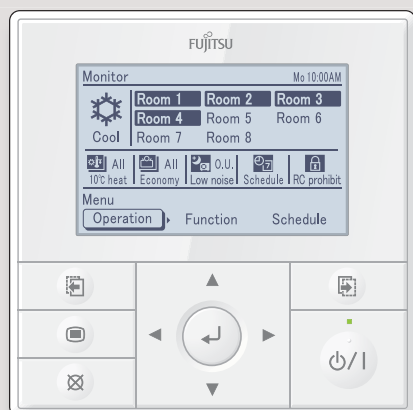 FUJITSU
Monitor Mo 10:00AM
Room 1 Room 2 Room 3
Room 4 Room 5 Room 6
Cool Room 7 Room 8
All All O.U.
10℃ heat Economy Low noise Schedule RC prohibit
Menu
Operation Function Schedule